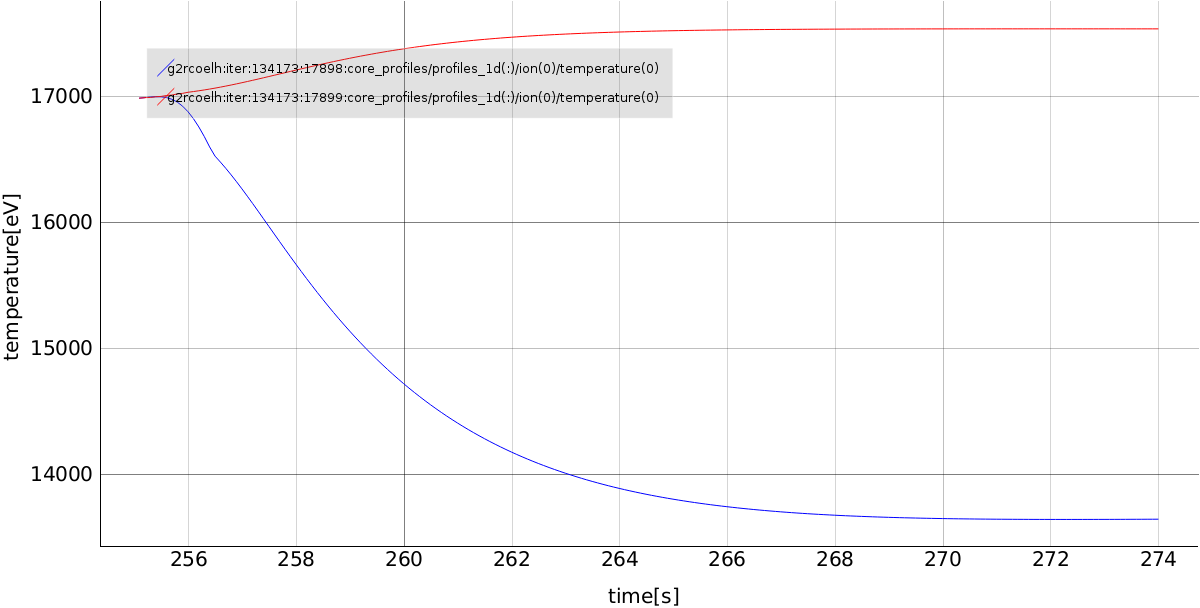 g2rcoelh:iter:134173:17898:core_profiles/profiles_1d(:)/ion(0)/temperature(0)
g2rcoelh:iter:134173:17899:core_profiles/profiles_1d(:)/ion(0)/temperature(0)
temperature[eV]
17000
16000
15000
14000
256 258 260 262 264 266 268 270 272 274
time[s]